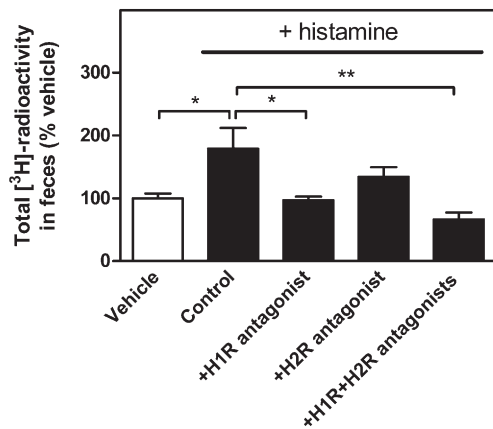 + histamine
Total [³H]-radioactivity
in feces (% vehicle)
300
200
100
0
*
*
**
Vehicle
Control
+H1R antagonist
+H2R antagonist
+H1R+H2R antagonists